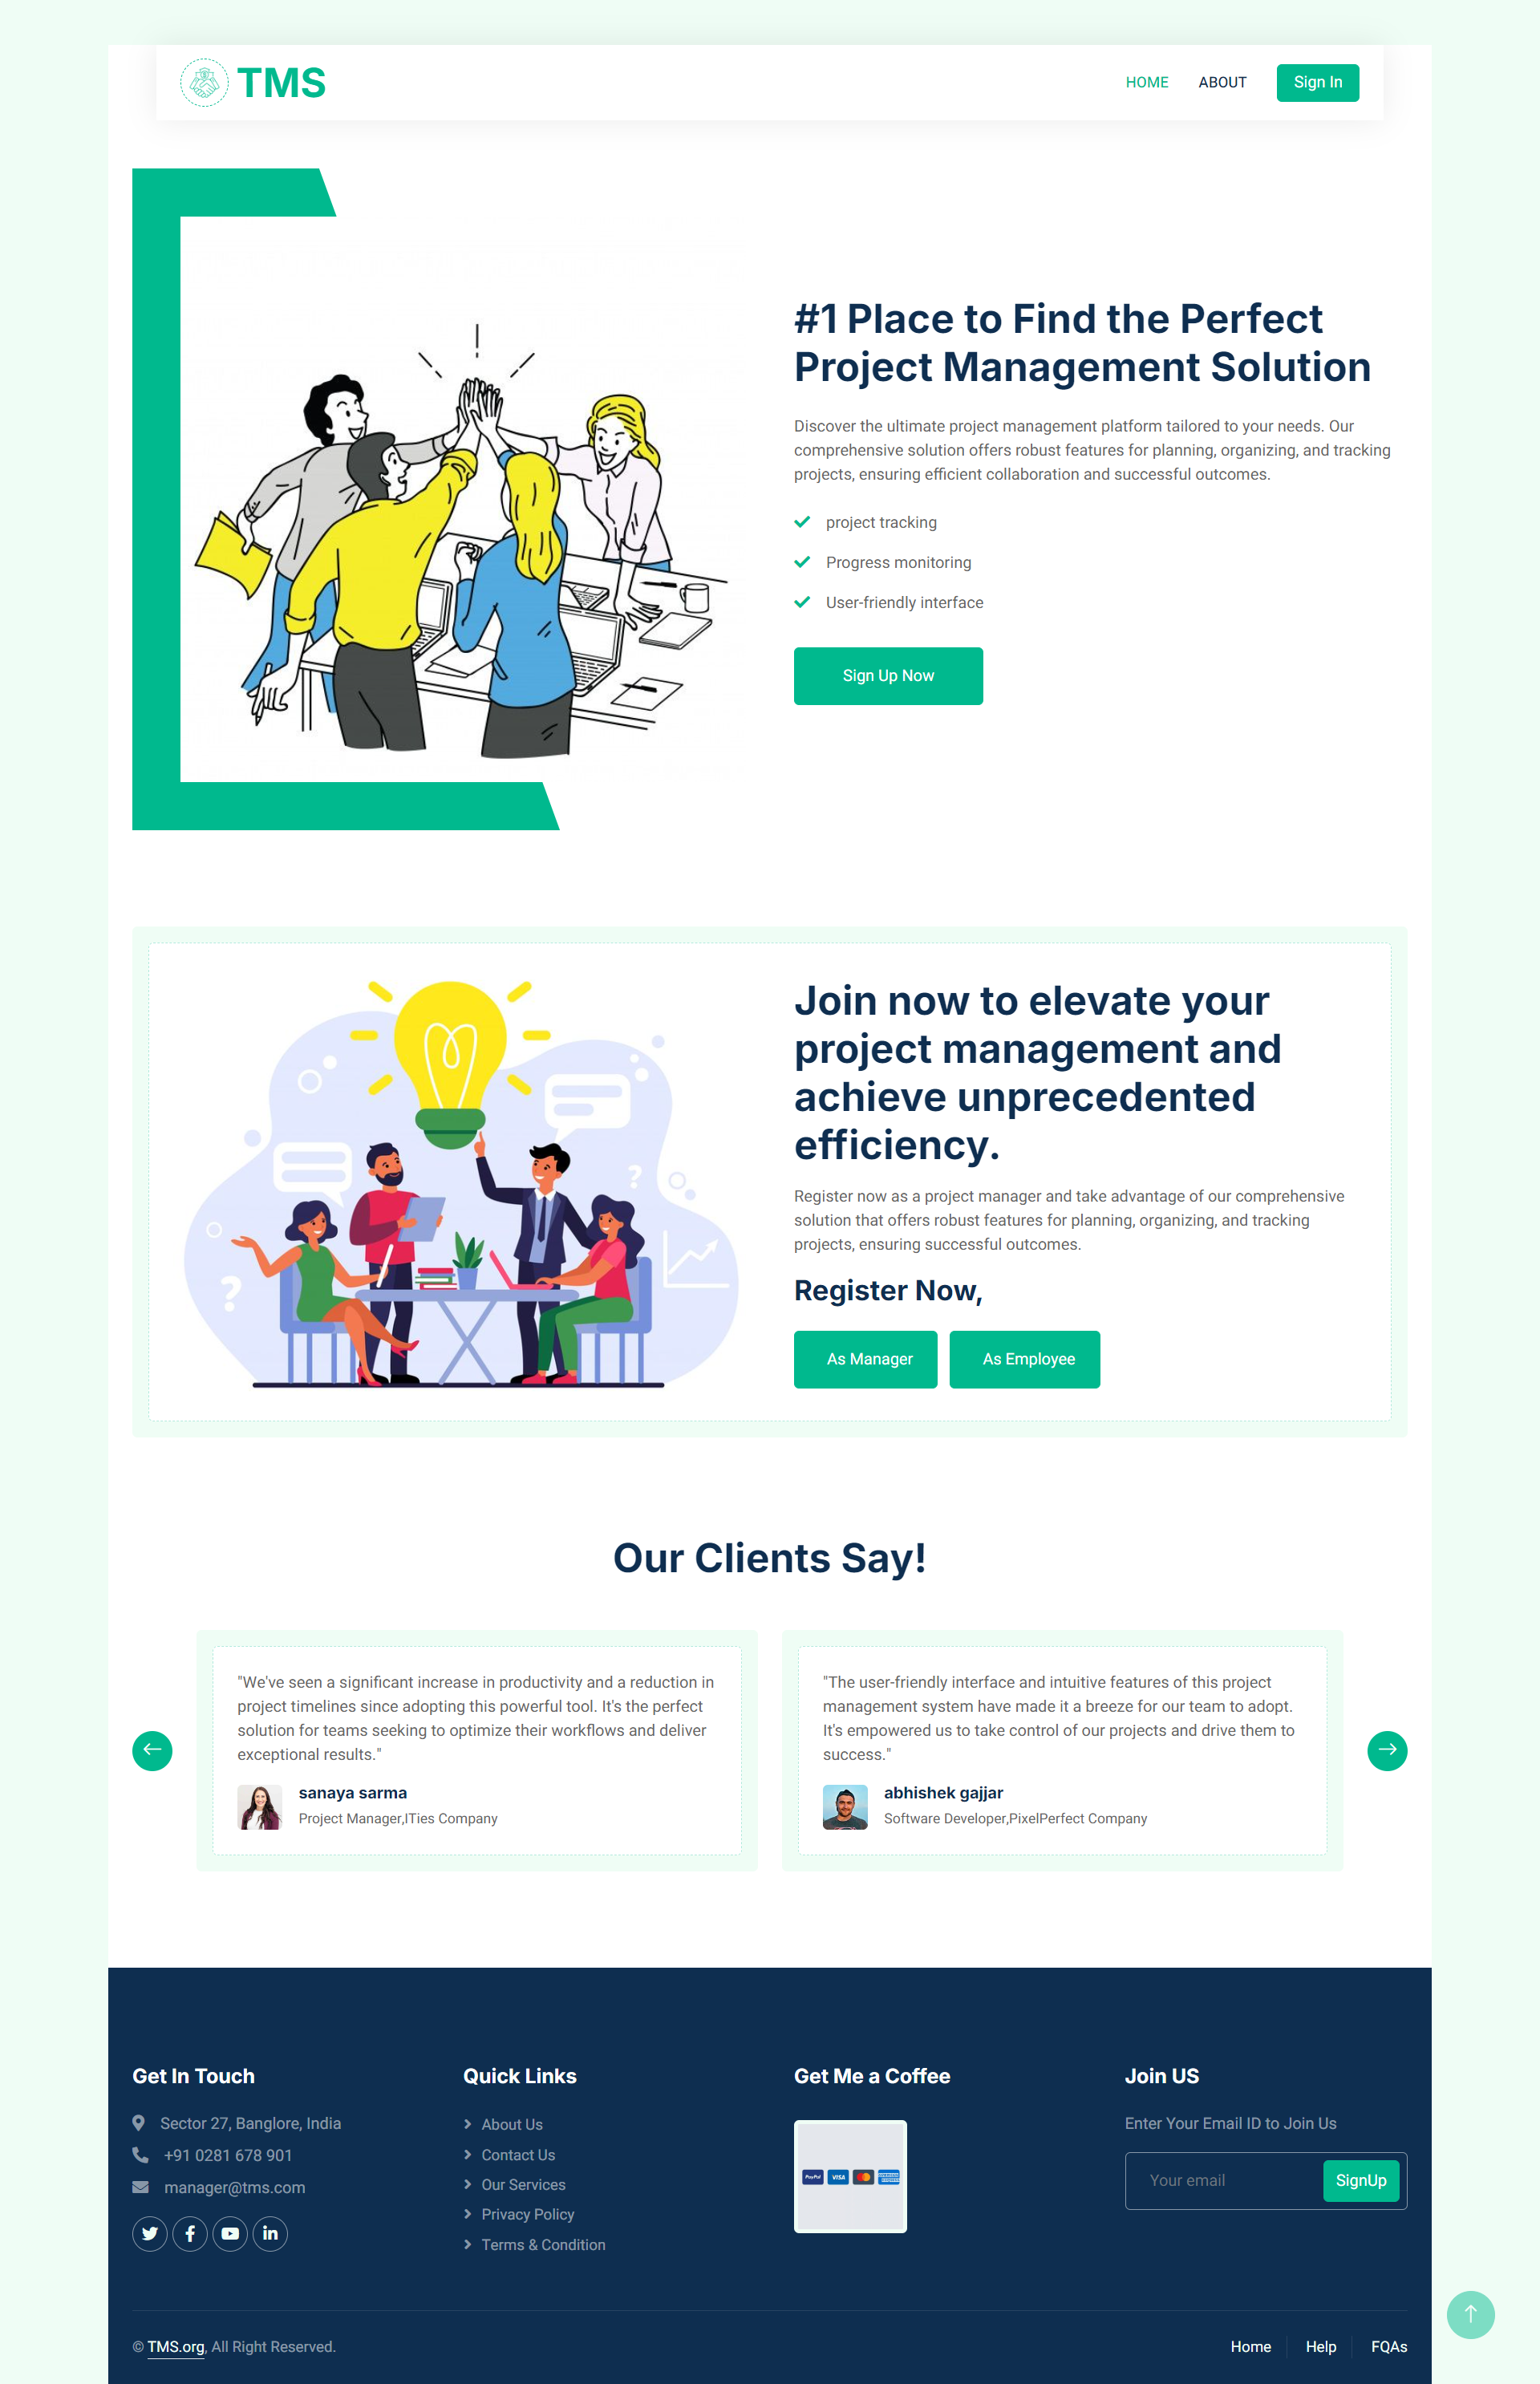 TMS
HOME
ABOUT
Sign In
#1 Place to Find the Perfect
Project Management Solution
Discover the ultimate project management platform tailored to your needs. Our
comprehensive solution offers robust features for planning, organizing, and tracking
projects, ensuring efficient collaboration and successful outcomes.
project tracking
Progress monitoring
User-friendly interface
Sign Up Now
Join now to elevate your
project management and
achieve unprecedented
efficiency.
Register now as a project manager and take advantage of our comprehensive
solution that offers robust features for planning, organizing, and tracking
projects, ensuring successful outcomes.
Register Now,
As Manager
As Employee
Our Clients Say!
"We've seen a significant increase in productivity and a reduction in
project timelines since adopting this powerful tool. It's the perfect
solution for teams seeking to optimize their workflows and deliver
exceptional results."
sanaya sarma
Project Manager,ITies Company
"The user-friendly interface and intuitive features of this project
management system have made it a breeze for our team to adopt.
It's empowered us to take control of our projects and drive them to
success."
abhishek gajjar
Software Developer,PixelPerfect Company
Get In Touch
Sector 27, Banglore, India
+91 0281 678 901
manager@tms.com
Quick Links
About Us
Contact Us
Our Services
Privacy Policy
Terms & Condition
Get Me a Coffee
PayPal
VISA
Join US
Enter Your Email ID to Join Us
Your email
SignUp
© TMS.org, All Right Reserved.
Home
Help
FQAs